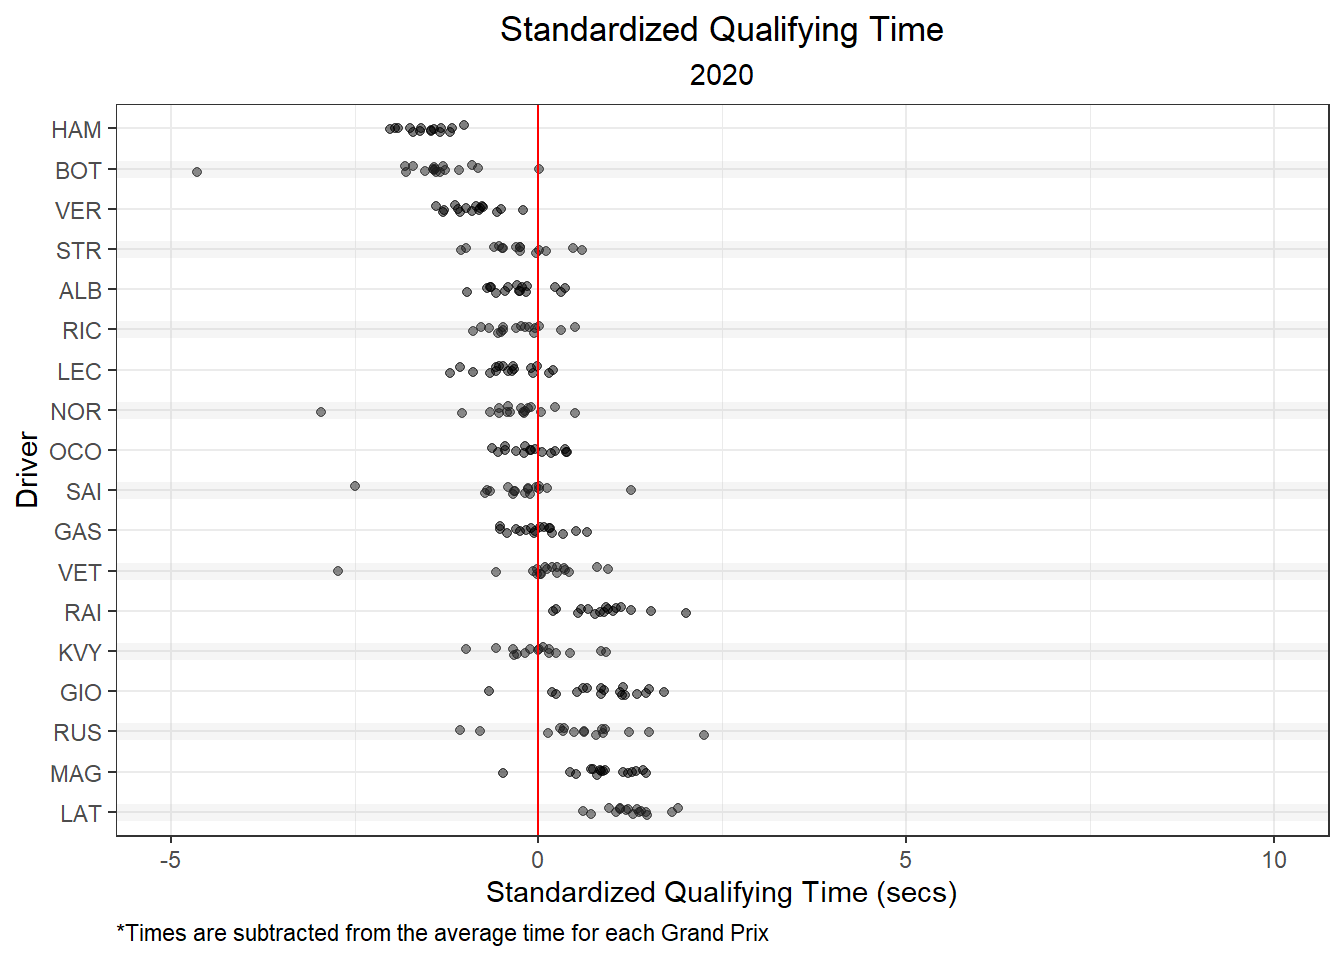 Standardized Qualifying Time
2020
HAM
BOT
VER
STR
ALB
RIC
LEC
NOR
OCO
SAI
GAS
VET
RAI
KVY
GIO
RUS
MAG
LAT
Driver
-5 0 5 10
Standardized Qualifying Time (secs)
*Times are subtracted from the average time for each Grand Prix